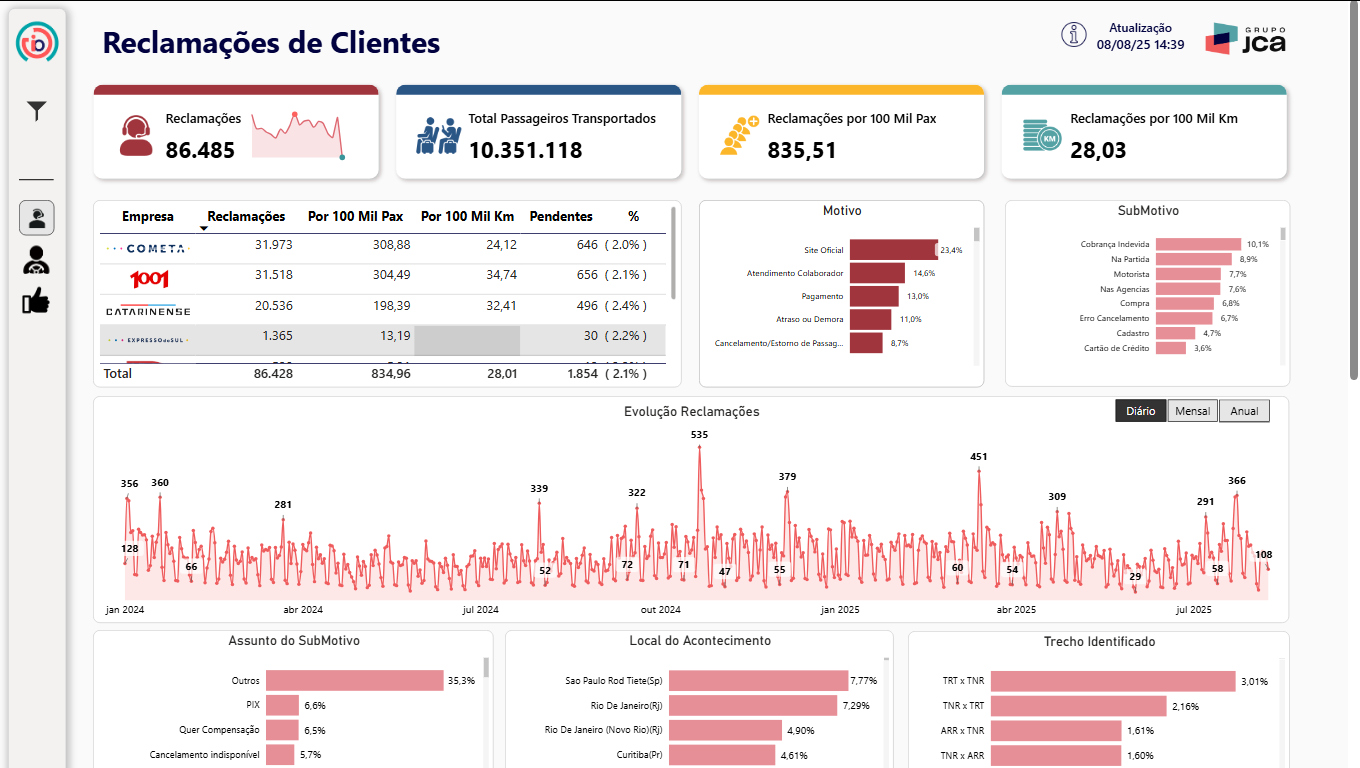 Reclamações de Clientes
Atualização
08/08/25 14:39
GRUPO
jca
Reclamações
86.485
Total Passageiros Transportados
10.351.118
Reclamações por 100 Mil Pax
835,51
Reclamações por 100 Mil Km
KM
28,03
Empresa Reclamações Por 100 Mil Pax Por 100 Mil Km Pendentes %
COMETA 31.973 308,88 24,12 646 ( 2.0% )
1001 31.518 304,49 34,74 656 ( 2.1% )
CATARINENSE 20.536 198,39 32,41 496 ( 2.4% )
EXPRESSO do SUL 1.365 13,19 30 ( 2.2% )
Total 86.428 834,96 28,01 1.854 ( 2.1% )
Motivo
Site Oficial 23,4%
Atendimento Colaborador 14,6%
Pagamento 13,0%
Atraso ou Demora 11,0%
Cancelamento/Estorno de Passag... 8,7%
SubMotivo
Cobrança Indevida 10,1%
Na Partida 8,9%
Motorista 7,7%
Nas Agencias 7,6%
Compra 6,8%
Erro Cancelamento 6,7%
Cadastro 4,7%
Cartão de Crédito 3,6%
Evolução Reclamações
Diário Mensal Anual
356 360 281 339 322 535 379 451 309 291 366
128 66 52 72 71 47 55 60 54 29 58 108
jan 2024 abr 2024 jul 2024 out 2024 jan 2025 abr 2025 jul 2025
Assunto do SubMotivo
Outros 35,3%
PIX 6,6%
Quer Compensação 6,5%
Cancelamento indisponível 5,7%
Local do Acontecimento
Sao Paulo Rod Tiete(Sp) 7,77%
Rio De Janeiro(Rj) 7,29%
Rio De Janeiro (Novo Rio)(Rj) 4,90%
Curitiba(Pr) 4,61%
Trecho Identificado
TRT x TNR 3,01%
TNR x TRT 2,16%
ARR x TNR 1,61%
TNR x ARR 1,60%